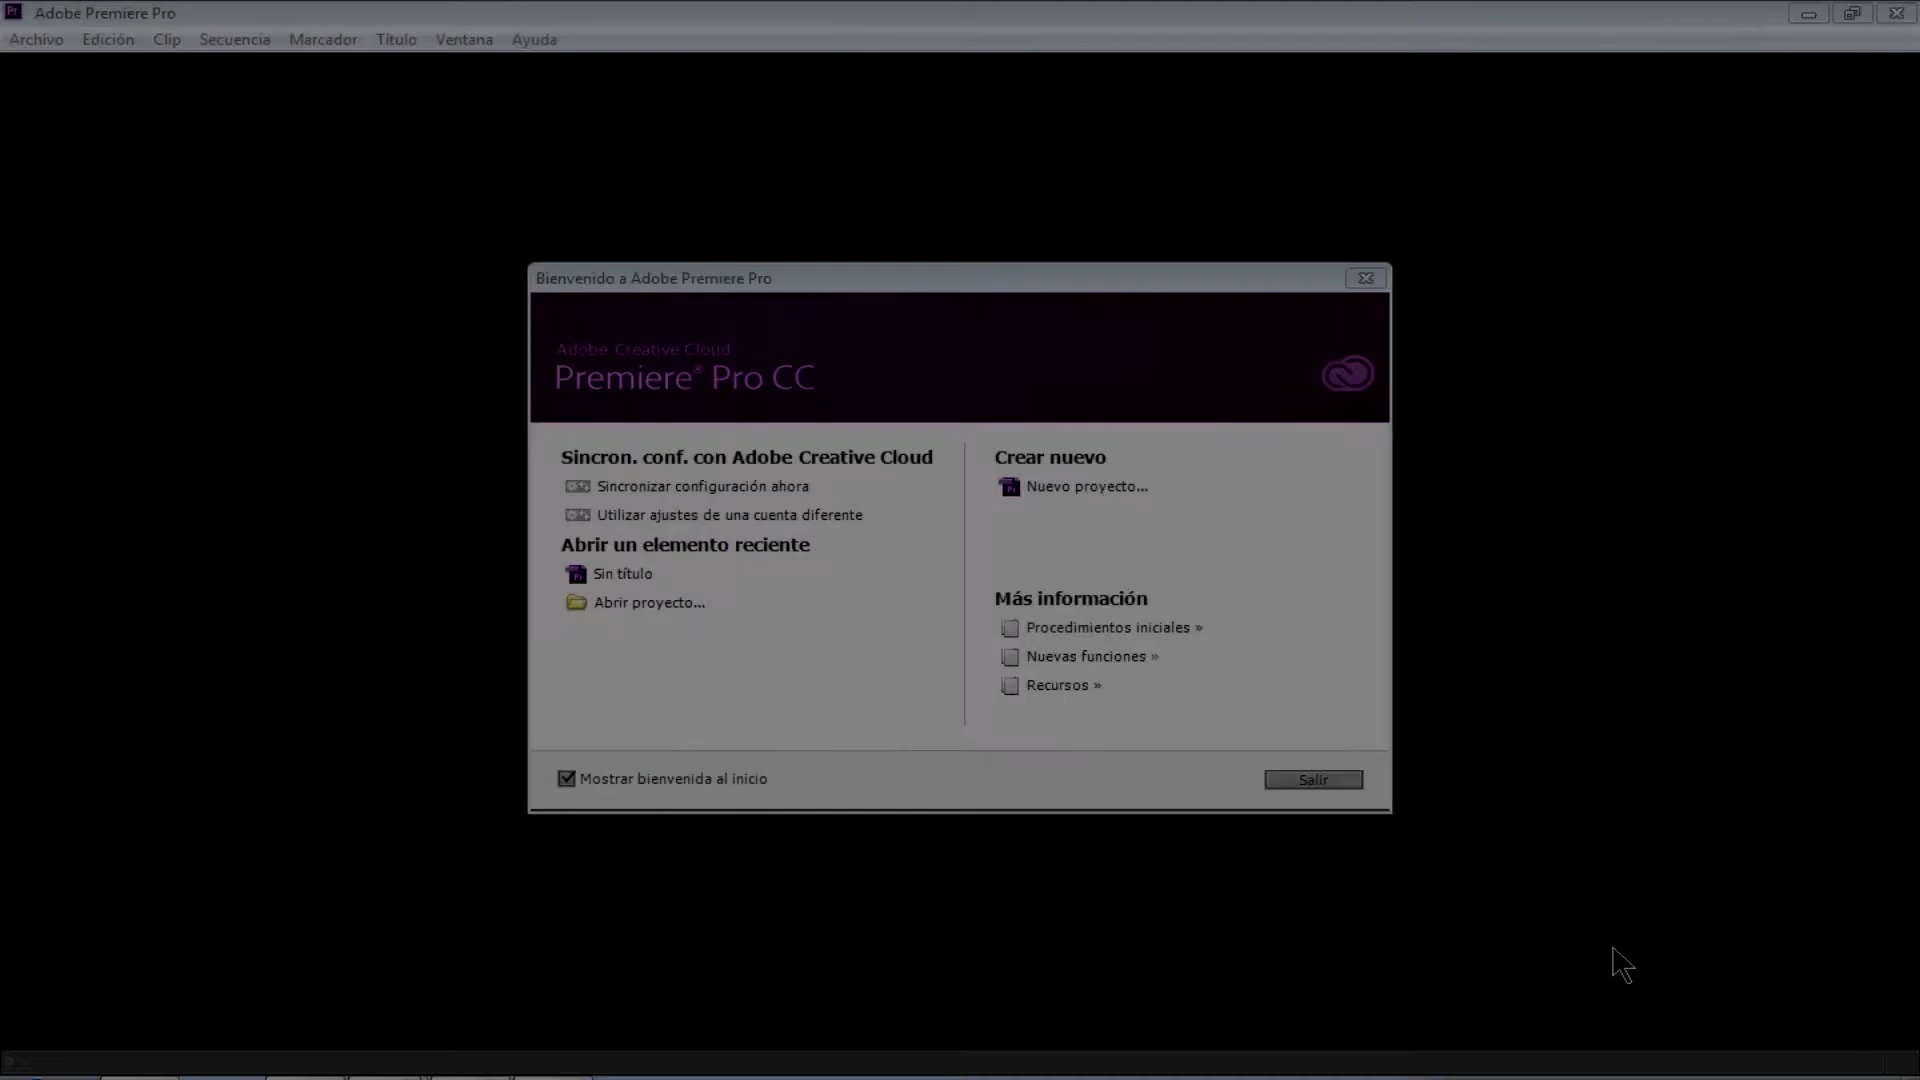 Adobe Premiere Pro
Archivo Edición Clip Secuencia Marcador Título Ventana Ayuda
Bienvenido a Adobe Premiere Pro
Adobe Creative Cloud
Premiere® Pro CC
Sincron. conf. con Adobe Creative Cloud
Sincronizar configuración ahora
Utilizar ajustes de una cuenta diferente
Abrir un elemento reciente
Sin título
Abrir proyecto...
Crear nuevo
Nuevo proyecto...
Más información
Procedimientos iniciales »
Nuevas funciones »
Recursos »
Mostrar bienvenida al inicio
Salir